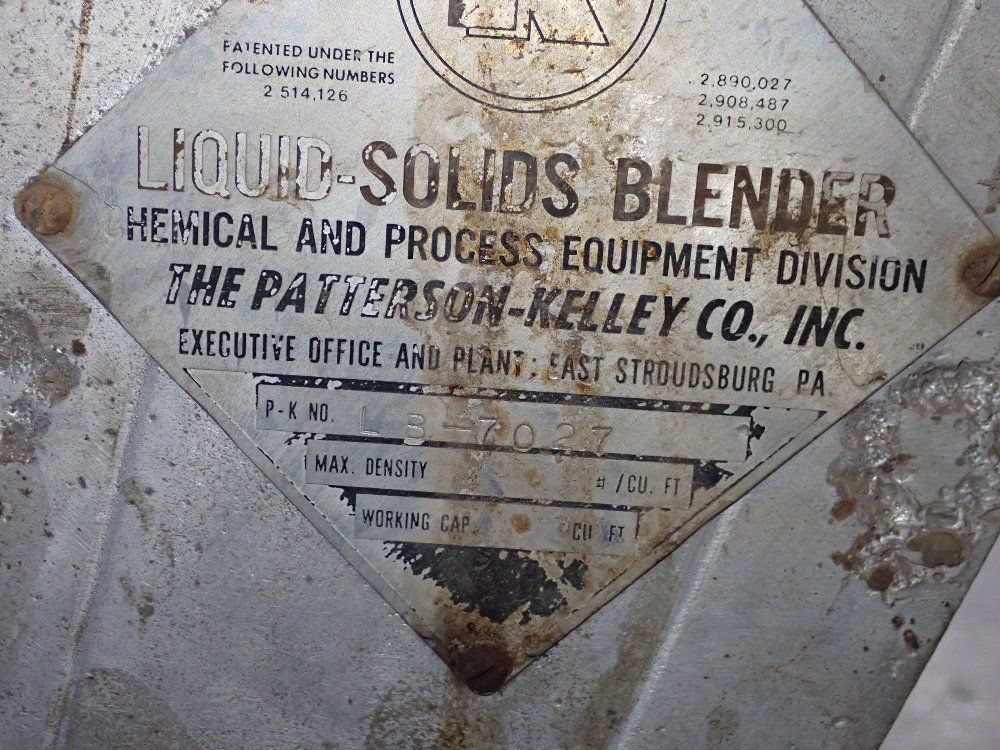 PATENTED UNDER THE
FOLLOWING NUMBERS
2 514,126
2,890,027
2,908,487
2,915,300
LIQUID-SOLIDS BLENDER
CHEMICAL AND PROCESS EQUIPMENT DIVISION
THE PATTERSON-KELLEY CO., INC.
EXECUTIVE OFFICE AND PLANT: EAST STROUDSBURG PA
P-K NO. LB-7027
MAX. DENSITY # /CU. FT
WORKING CAP. CU FT